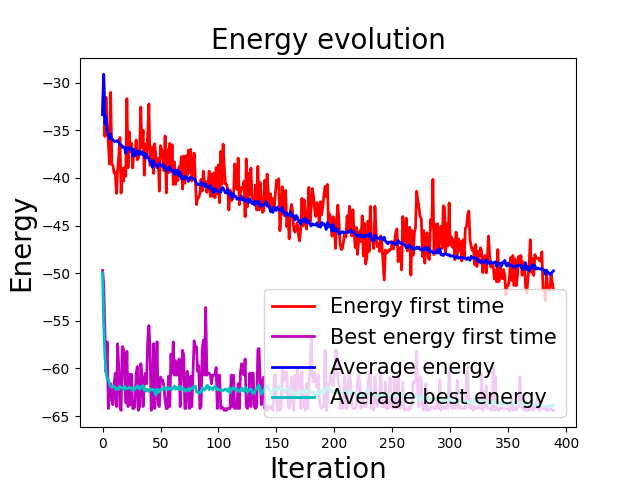 Energy evolution
Energy
−30
−35
−40
−45
−50
−55
−60
−65
Energy first time
Best energy first time
Average energy
Average best energy
0 50 100 150 200 250 300 350 400
Iteration